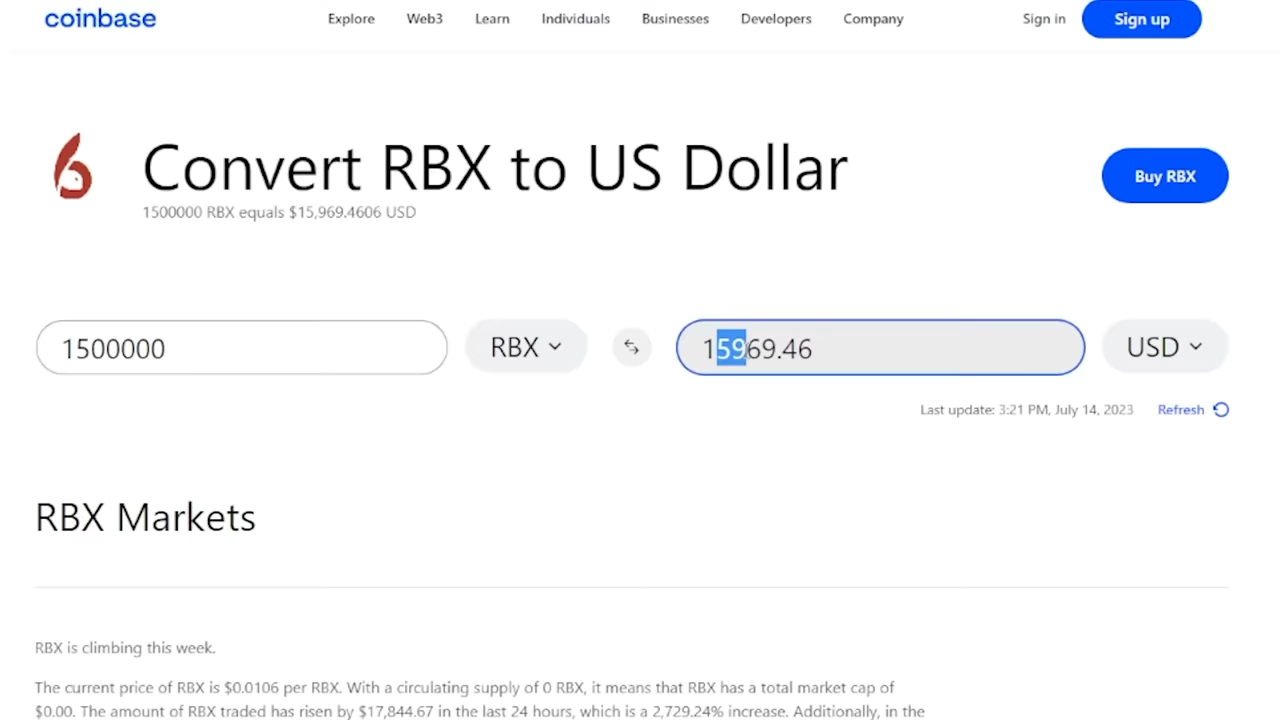 coinbase Explore Web3 Learn Individuals Businesses Developers Company Sign in Sign up
Convert RBX to US Dollar
Buy RBX
1500000 RBX equals $15,969.4606 USD
1500000 RBX 15969.46 USD
Last update: 3:21 PM, July 14, 2023 Refresh
RBX Markets
RBX is climbing this week.
The current price of RBX is $0.0106 per RBX. With a circulating supply of 0 RBX, it means that RBX has a total market cap of
$0.00. The amount of RBX traded has risen by $17,844.67 in the last 24 hours, which is a 2,729.24% increase. Additionally, in the